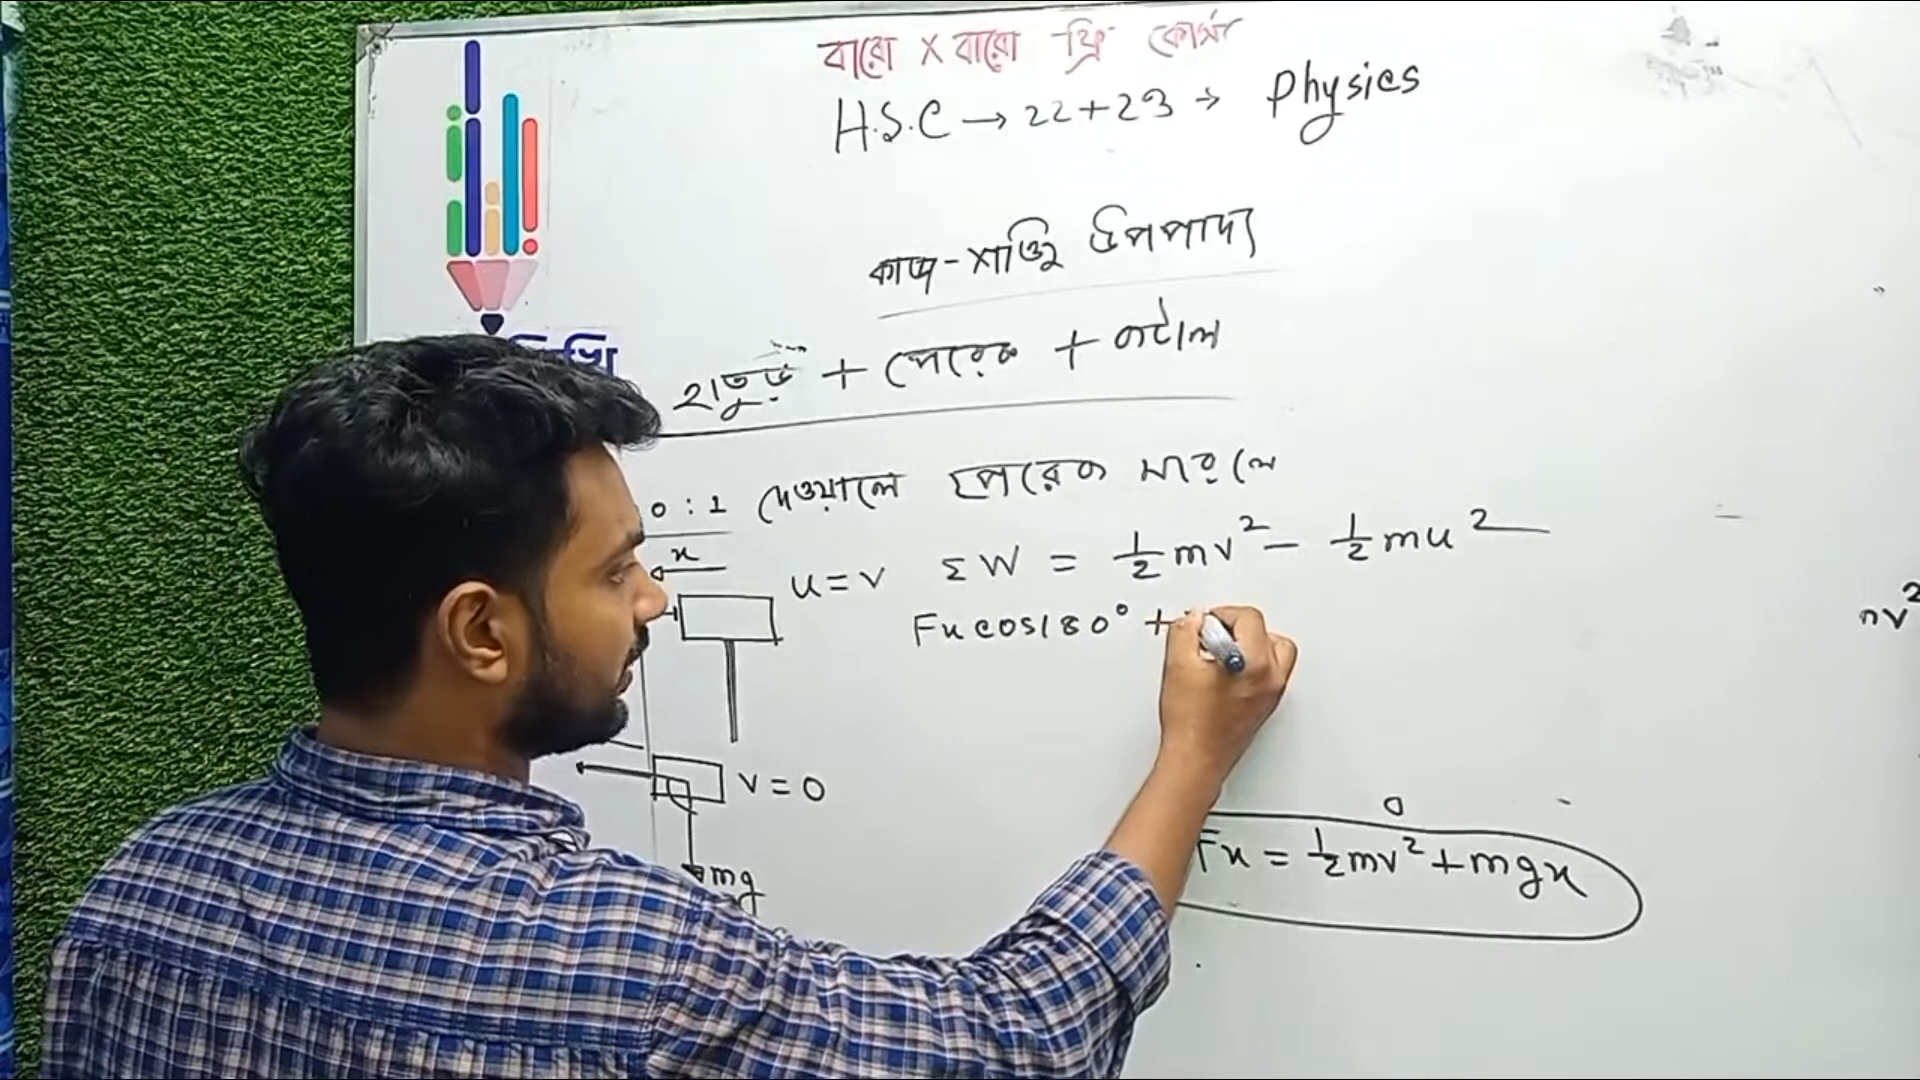 বারো X বারো ফ্রি কোর্স
H.S.C → 22+23 → Physics
কাজ-শক্তি উপপাদ্য
হাতুড়ি + পেরেক + কাঠাল
0 : 1 দেওয়ালে পেরেক মারলে
x
u = v ΣW = ½mv² − ½mu²
Fx cos180° +
v = 0
mg
0
Fx = ½mv² + mgx